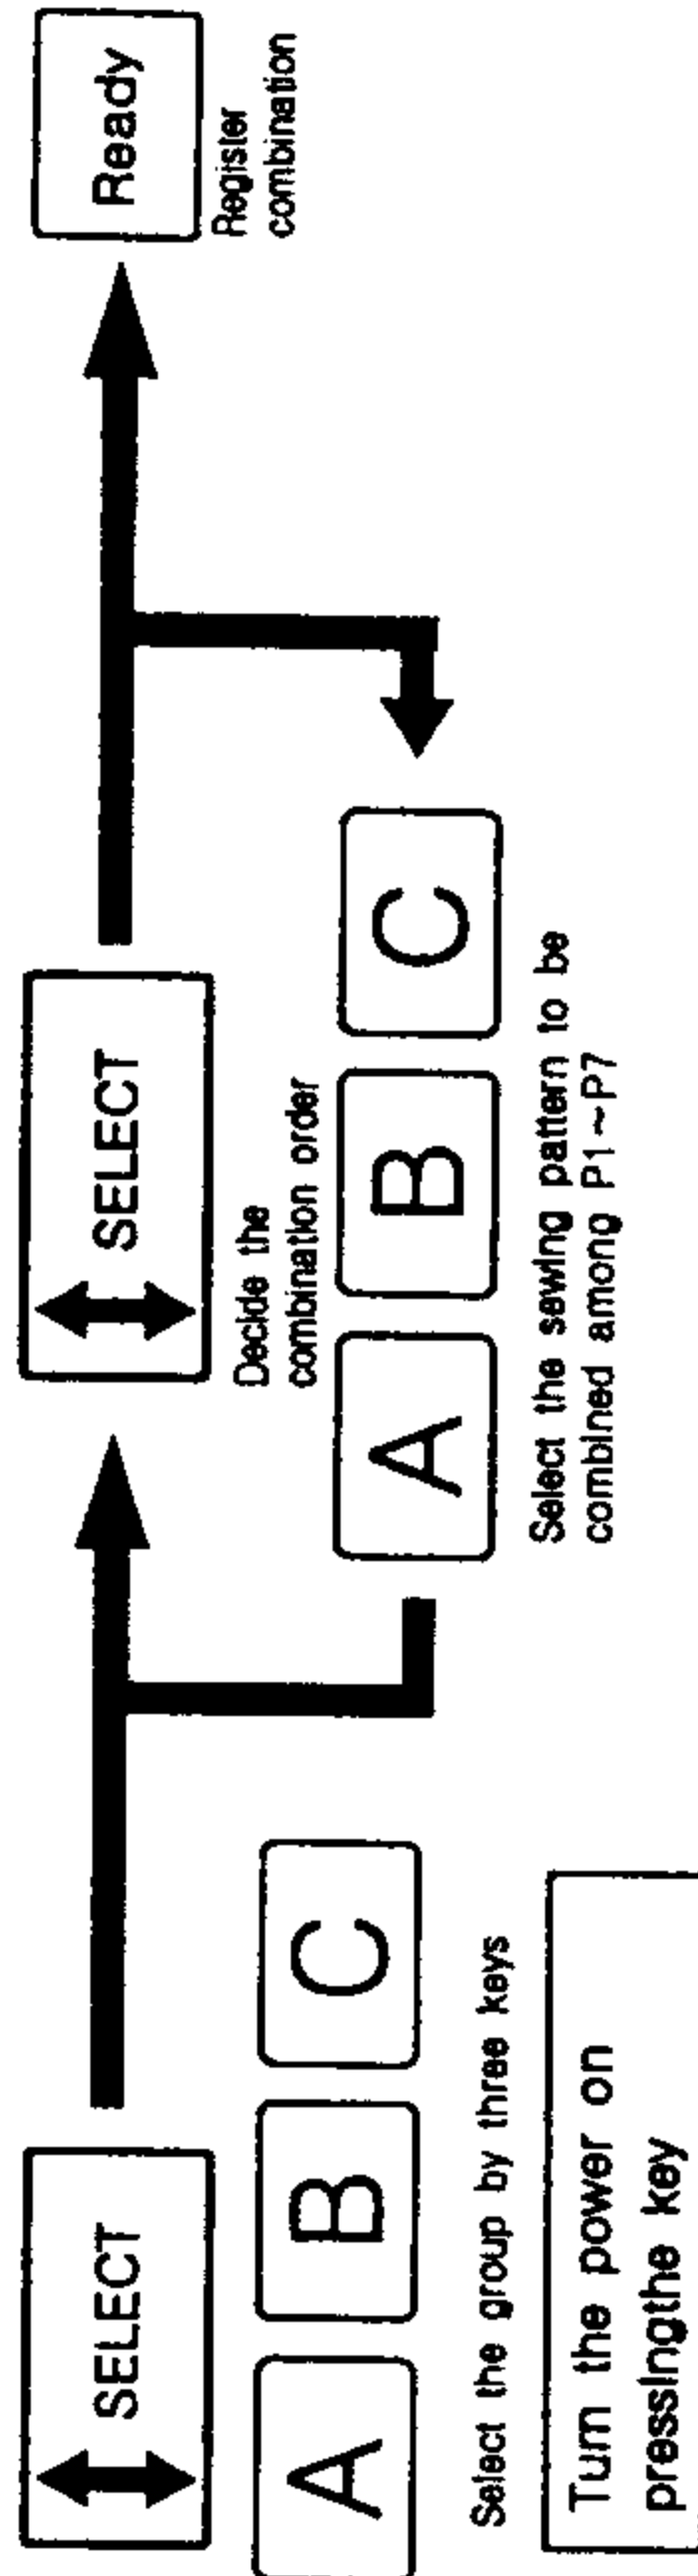 SELECT
A B C
Select the group by three keys
Turn the power on
pressingthe key
SELECT
Decide the
combination order
A B C
Select the sewing pattern to be
combined among P1~P7
Ready
Register
combination